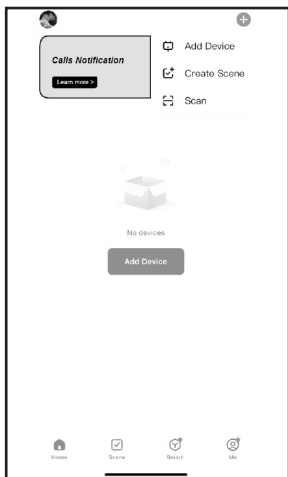 Add Device
Calls Notification
Create Scene
Learn more >
Scan
No devices
Add Device
Home Scene Smart Me